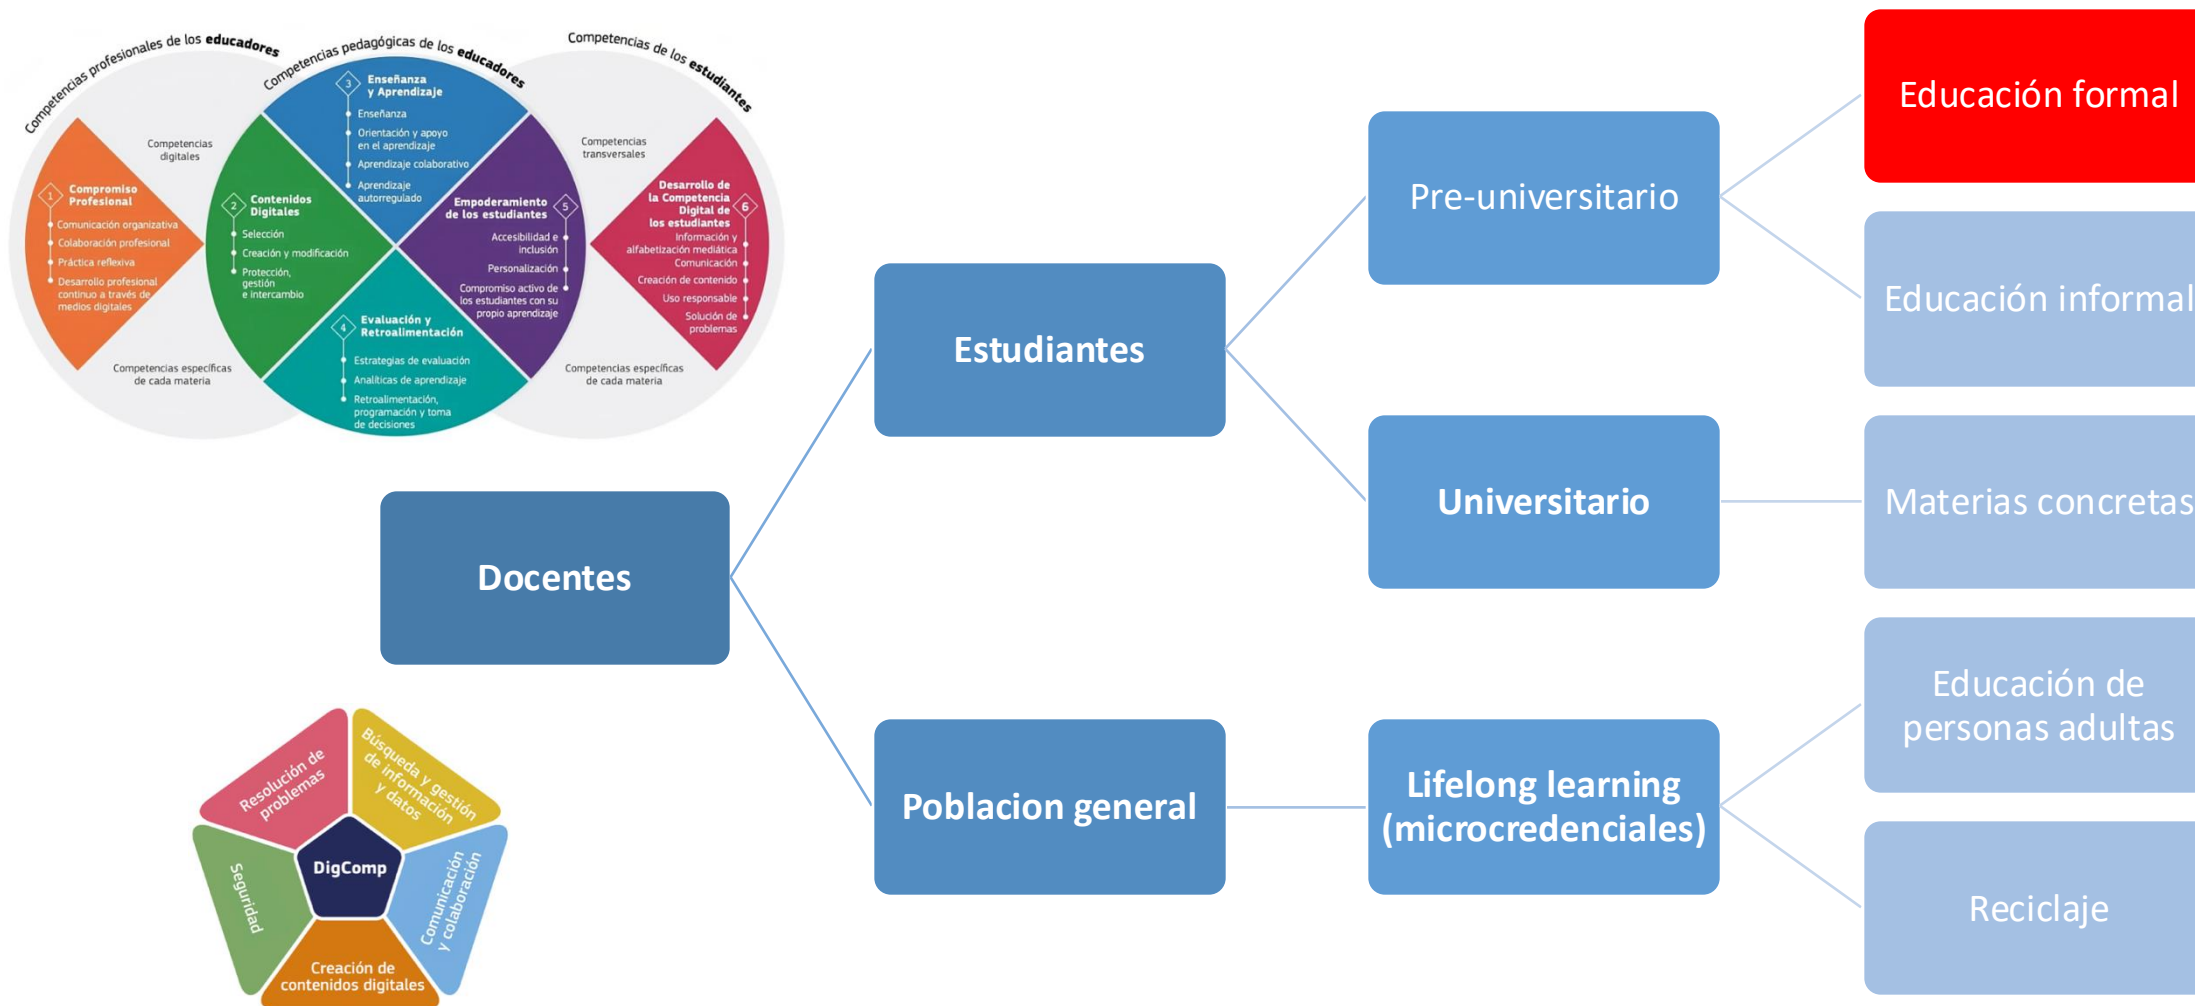 Competencias profesionales de los educadores
Competencias pedagógicas de los educadores
Competencias de los estudiantes
Competencias
digitales
Competencias
transversales
3
Enseñanza
y Aprendizaje
Enseñanza
Orientación y apoyo
en el aprendizaje
Aprendizaje colaborativo
Aprendizaje
autorregulado
1
Compromiso
Profesional
Comunicación organizativa
Colaboración profesional
Práctica reflexiva
Desarrollo profesional
continuo a través de
medios digitales
2
Contenidos
Digitales
Selección
Creación y modificación
Protección,
gestión
e intercambio
Empoderamiento
de los estudiantes
5
Accesibilidad e
inclusión
Personalización
Compromiso activo de
los estudiantes con su
propio aprendizaje
Desarrollo de
la Competencia
Digital de
los estudiantes
6
Información y
alfabetización mediática
Comunicación
Creación de contenido
Uso responsable
Solución de
problemas
4
Evaluación y
Retroalimentación
Estrategias de evaluación
Analíticas de aprendizaje
Retroalimentación,
programación y toma
de decisiones
Competencias específicas
de cada materia
Competencias específicas
de cada materia
Docentes
Estudiantes
Poblacion general
Pre-universitario
Universitario
Lifelong learning
(microcredenciales)
Educación formal
Educación informal
Materias concretas
Educación de
personas adultas
Reciclaje
DigComp
Resolución de
problemas
Búsqueda y gestión
de información
y datos
Seguridad
Comunicación
y colaboración
Creación de
contenidos digitales